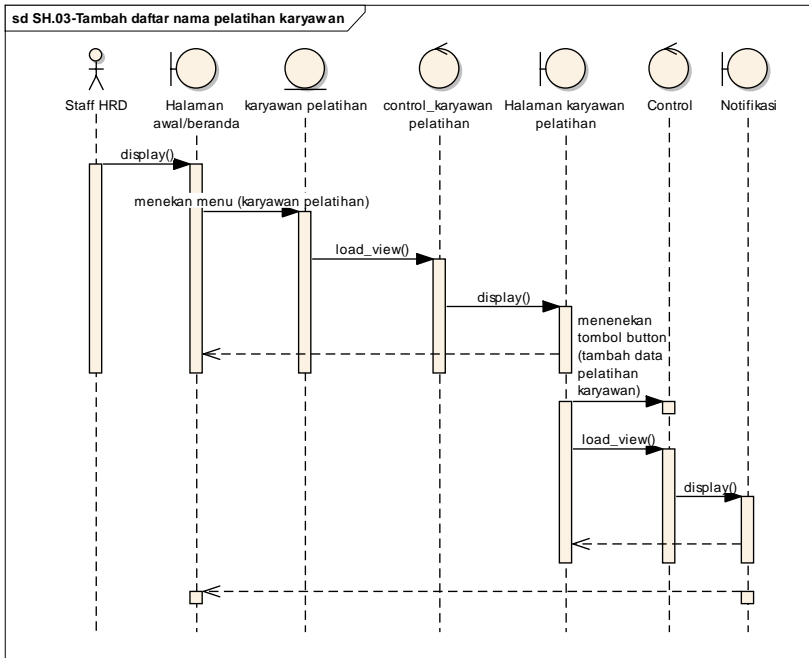 sd SH.03-Tambah daftar nama pelatihan karyawan
Staff HRD
Halaman
awal/beranda
karyawan pelatihan
control_karyawan
pelatihan
Halaman karyawan
pelatihan
Control
Notifikasi
display()
menekan menu (karyawan pelatihan)
load_view()
display()
menenekan
tombol button
(tambah data
pelatihan
karyawan)
load_view()
display()